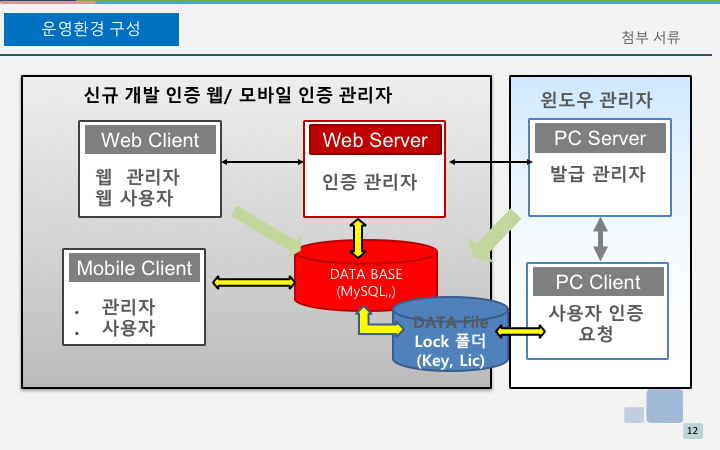 운영환경 구성
첨부 서류
신규 개발 인증 웹/ 모바일 인증 관리자
윈도우 관리자
Web Client
웹 관리자
웹 사용자
Web Server
인증 관리자
PC Server
발급 관리자
Mobile Client
. 관리자
. 사용자
DATA BASE
(MySQL,,)
DATA File
Lock 폴더
(Key, Lic)
PC Client
사용자 인증
요청
12